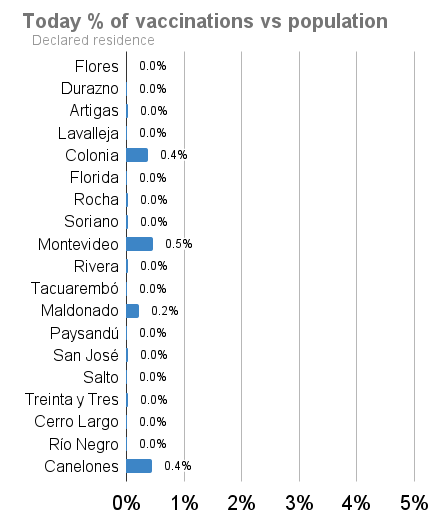 Today % of vaccinations vs population
Declared residence
Flores 0.0%
Durazno 0.0%
Artigas 0.0%
Lavalleja 0.0%
Colonia 0.4%
Florida 0.0%
Rocha 0.0%
Soriano 0.0%
Montevideo 0.5%
Rivera 0.0%
Tacuarembó 0.0%
Maldonado 0.2%
Paysandú 0.0%
San José 0.0%
Salto 0.0%
Treinta y Tres 0.0%
Cerro Largo 0.0%
Río Negro 0.0%
Canelones 0.4%
0% 1% 2% 3% 4% 5%